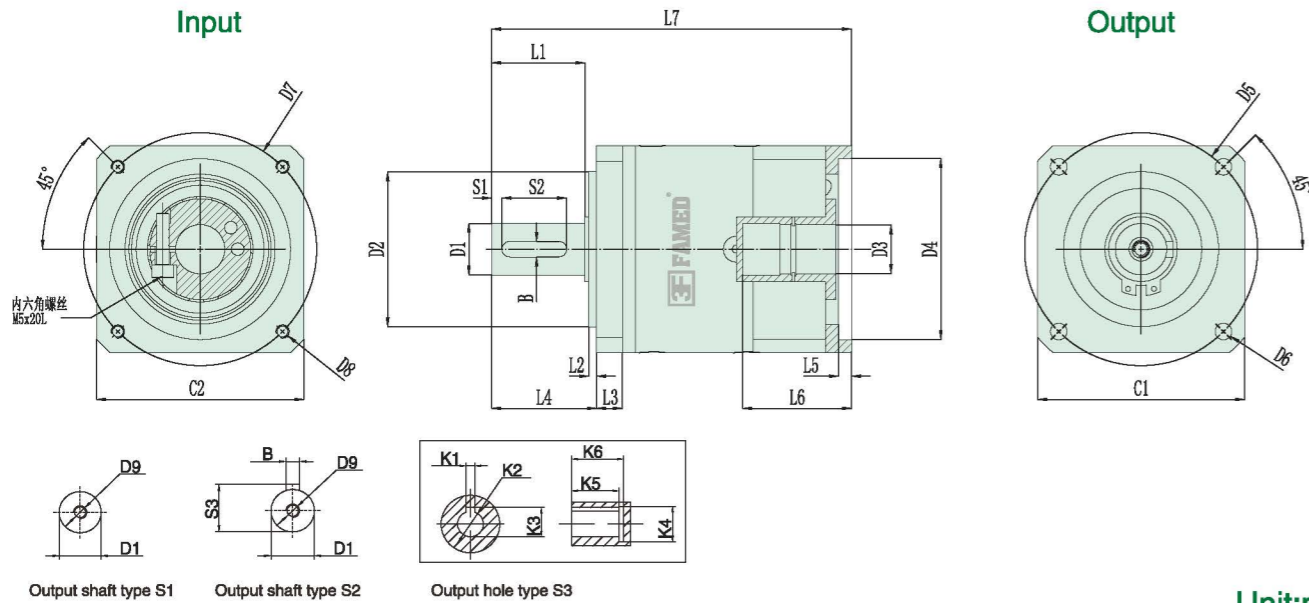 Input
Output
L7
L1
D7
D5
45°
45°
S1
S2
D2
D1
B
3F FAMED®
D3
D4
内六角螺丝
M5x20L
L2
L5
D8
D6
C2
L4
L3
L6
C1
D9
D1
B
D9
S3
D1
K1
K2
K3
K6
K5
K4
Output shaft type S1
Output shaft type S2
Output hole type S3